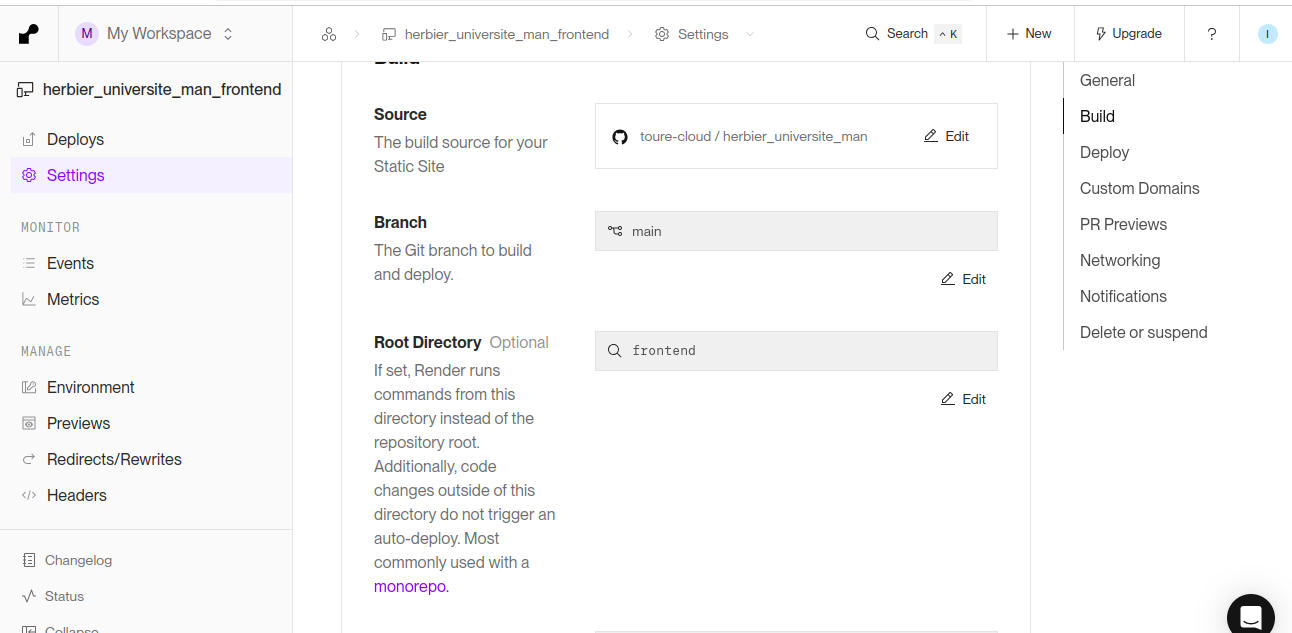 M My Workspace
herbier_universite_man_frontend
Settings
Search
K
New
Upgrade
?
I
herbier_universite_man_frontend
Deploys
Settings
MONITOR
Events
Metrics
MANAGE
Environment
Previews
Redirects/Rewrites
Headers
Changelog
Status
Collapse
Build
Source
The build source for your
Static Site
toure-cloud / herbier_universite_man
Edit
Branch
The Git branch to build
and deploy.
main
Edit
Root Directory Optional
If set, Render runs
commands from this
directory instead of the
repository root.
Additionally, code
changes outside of this
directory do not trigger an
auto-deploy. Most
commonly used with a
monorepo.
frontend
Edit
General
Build
Deploy
Custom Domains
PR Previews
Networking
Notifications
Delete or suspend